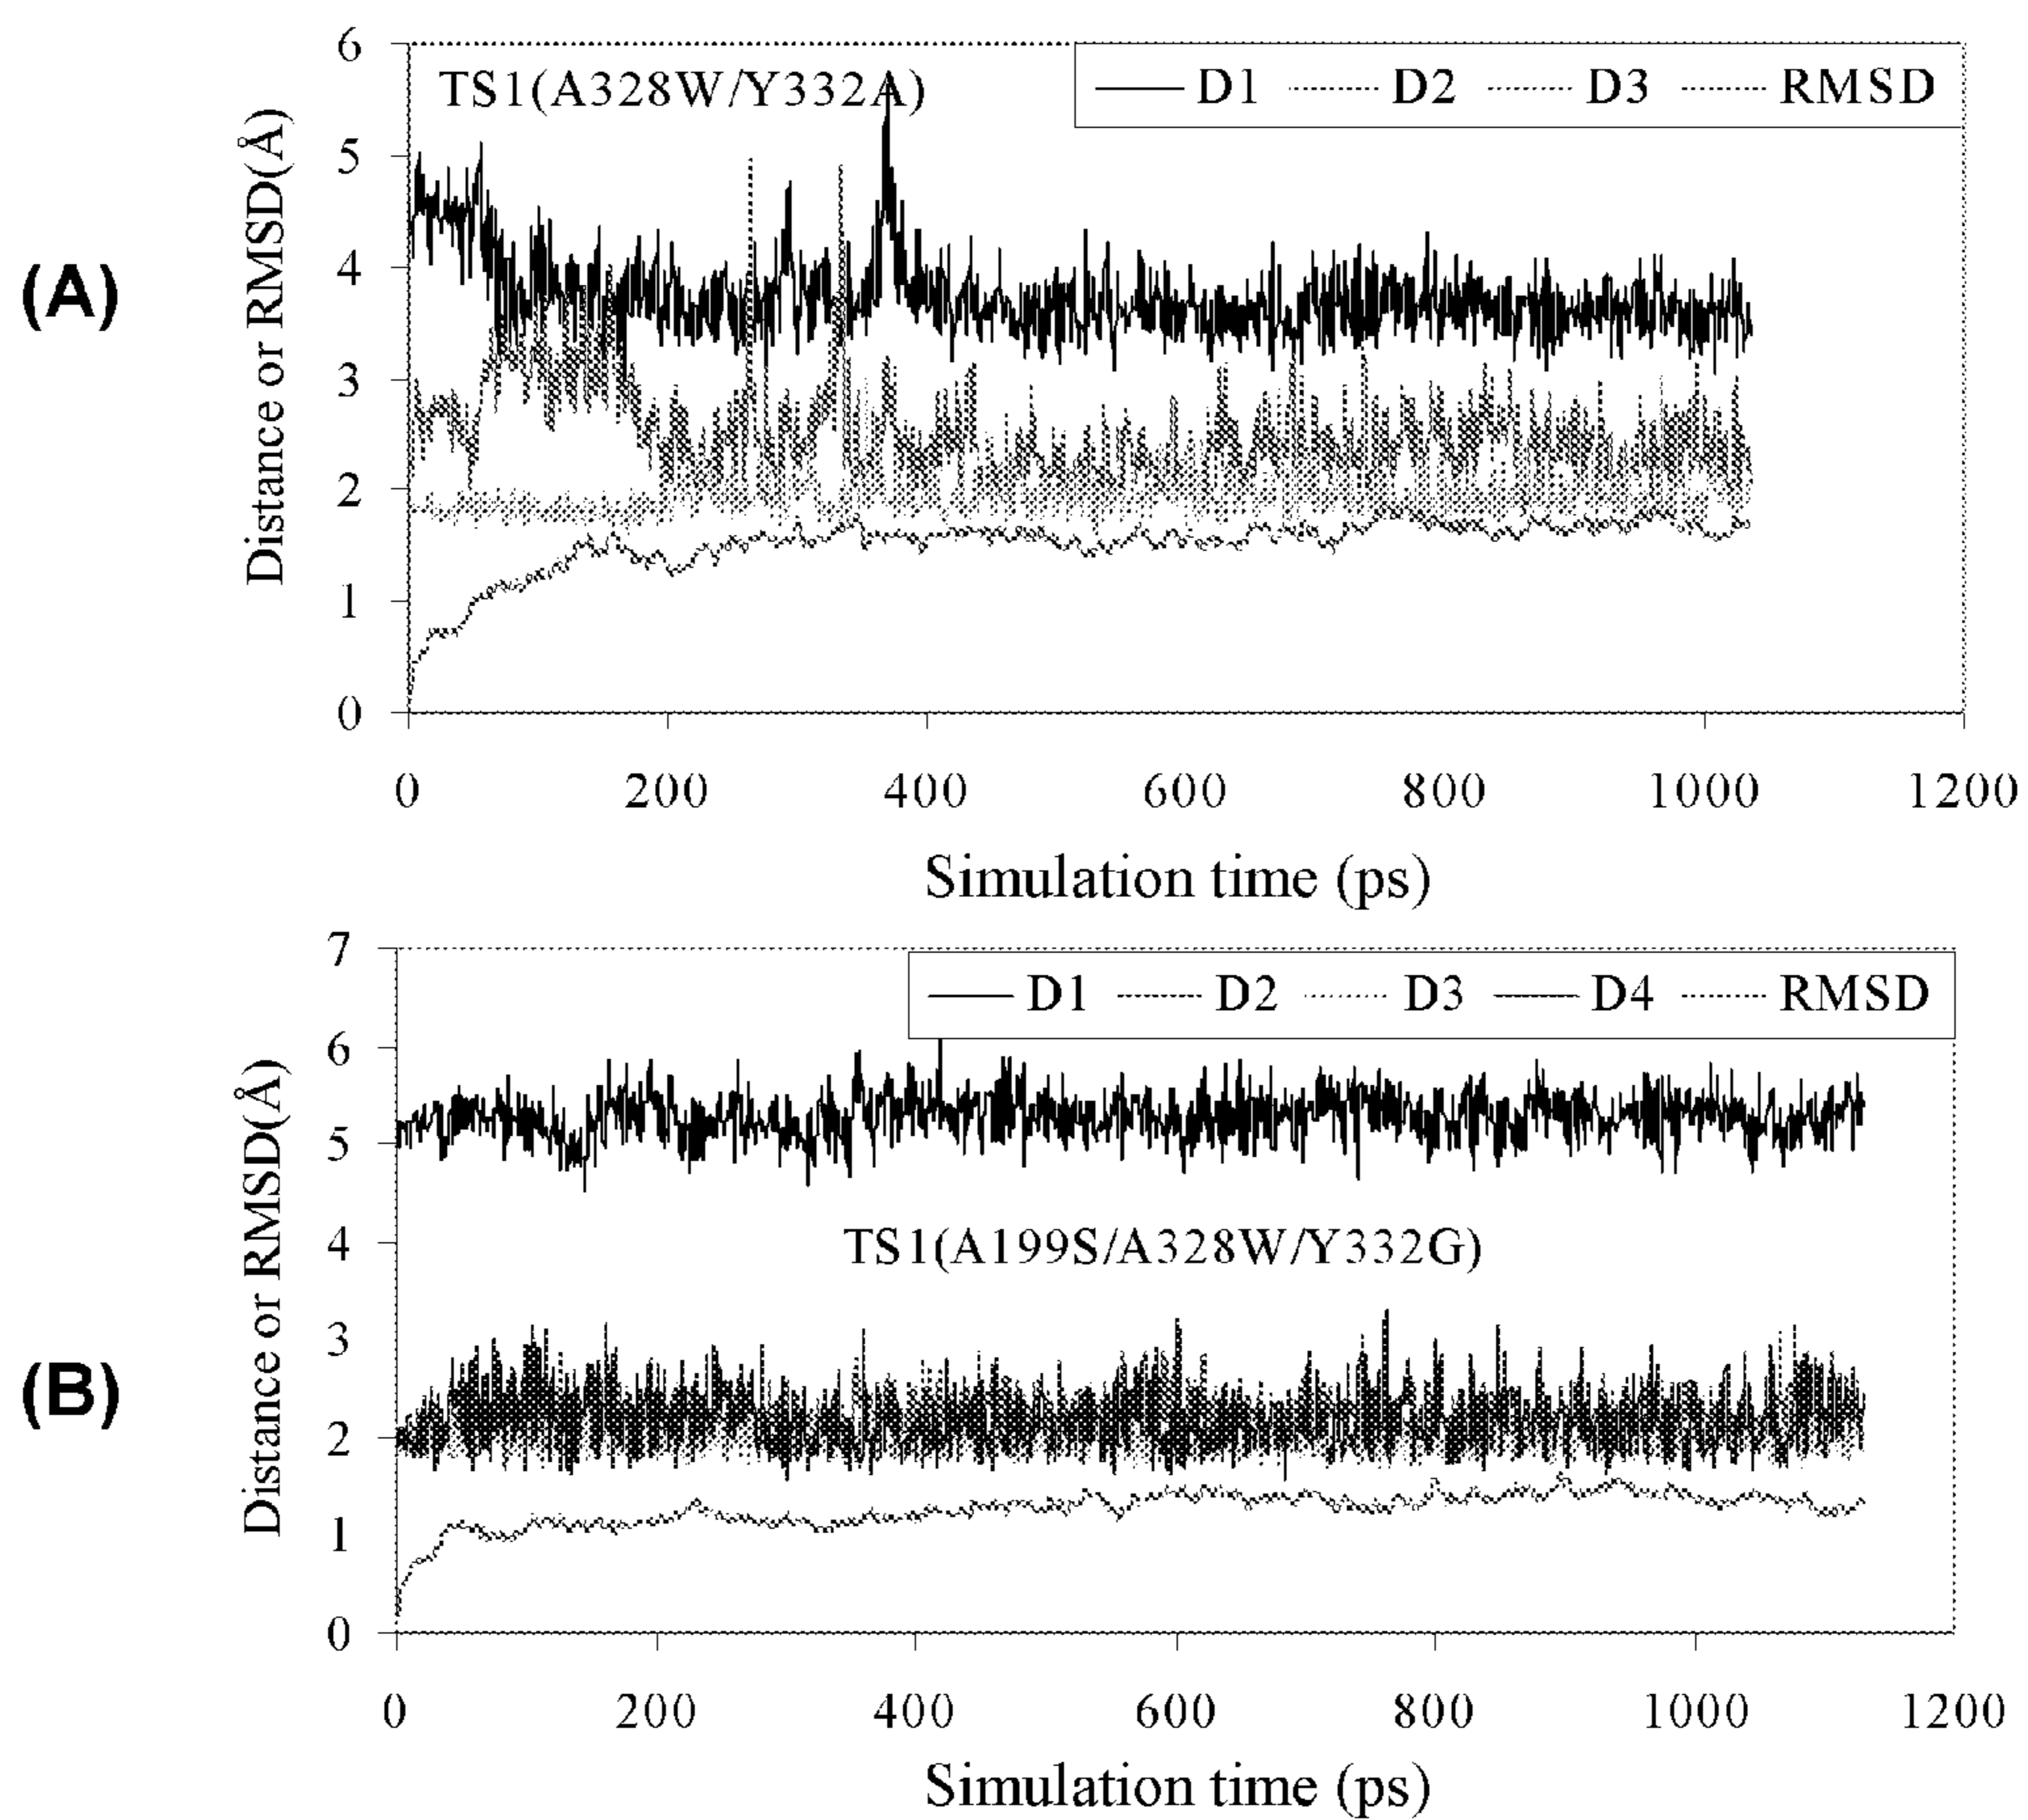 (A)
Distance or RMSD(Å)
6
5
4
3
2
1
0
TS1(A328W/Y332A)
D1 D2 D3 RMSD
0 200 400 600 800 1000 1200
Simulation time (ps)
(B)
Distance or RMSD(Å)
7
6
5
4
3
2
1
0
D1 D2 D3 D4 RMSD
TS1(A199S/A328W/Y332G)
0 200 400 600 800 1000 1200
Simulation time (ps)